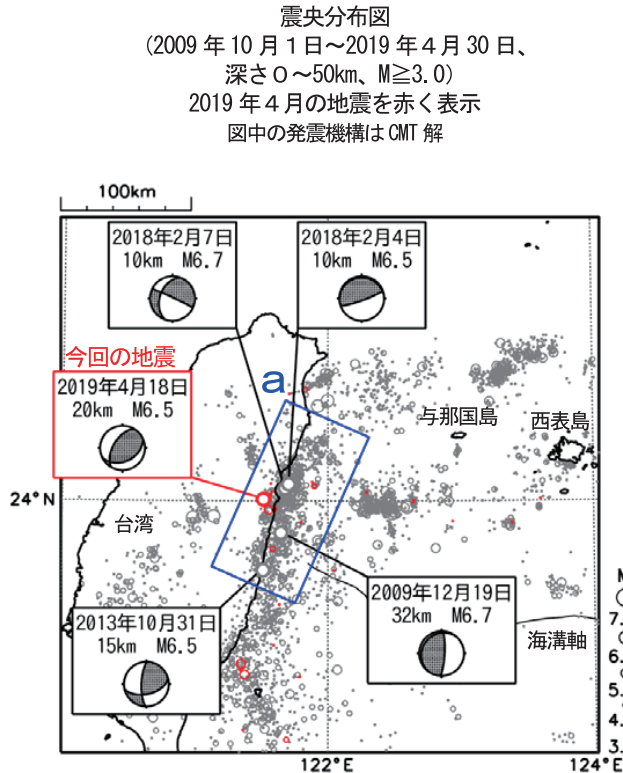 震央分布図
(2009年10月1日～2019年4月30日、
深さ0～50km、M≧3.0)
2019年4月の地震を赤く表示
図中の発震機構はCMT解
100km
2018年2月7日
10km M6.7
2018年2月4日
10km M6.5
今回の地震
2019年4月18日
20km M6.5
a
与那国島
西表島
24°N
台湾
2009年12月19日
32km M6.7
2013年10月31日
15km M6.5
海溝軸
M
7.
6.
5.
4.
3.
122°E
124°E